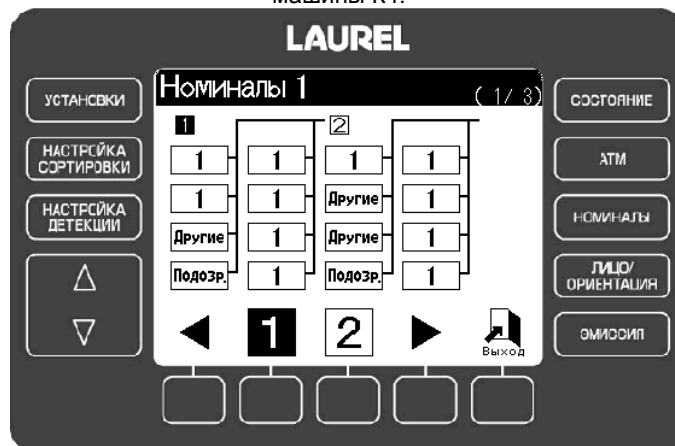 машины K4.
LAUREL
УСТАНОВКИ
НАСТРОЙКА
СОРТИРОВКИ
НАСТРОЙКА
ДЕТЕКЦИИ
△
▽
Номиналы 1 ( 1/ 3)
1 2
1 1 1 1
1 1 Другие 1
Другие 1 Другие 1
Подозр. 1 Подозр. 1
◀ 1 2 ▶ Выход
СОСТОЯНИЕ
ATM
НОМИНАЛЫ
ЛИЦО/
ОРИЕНТАЦИЯ
ЭМИССИЯ